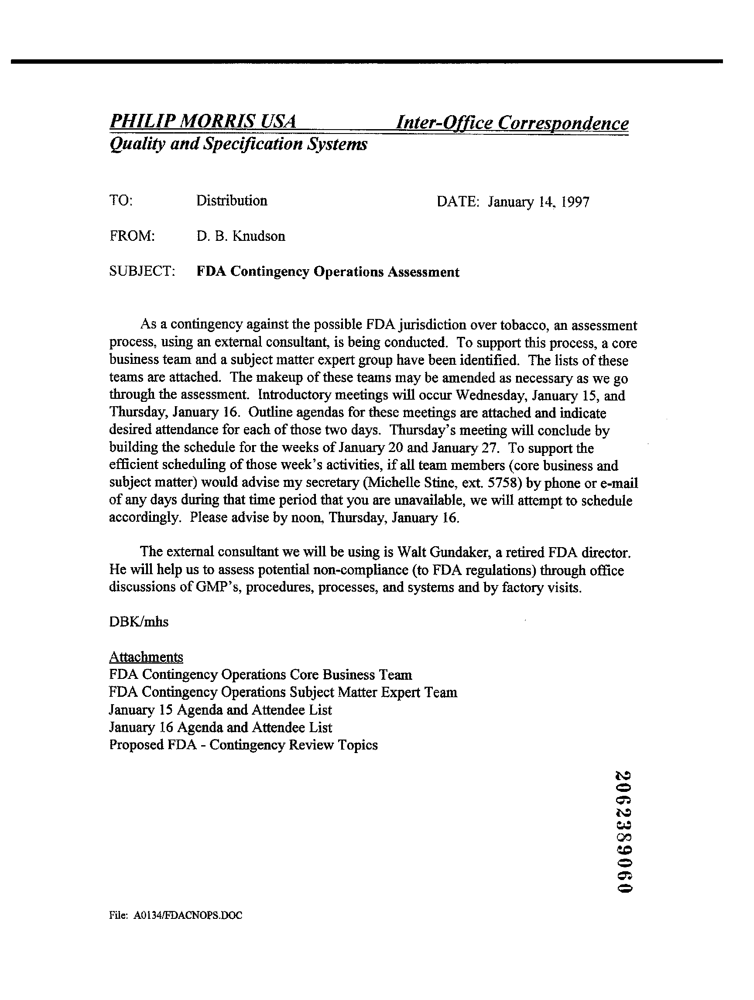 PHILIP MORRIS USA Inter-Office Correspondence
Quality and Specification Systems
TO: Distribution DATE: January 14, 1997
FROM: D. B. Knudson
SUBJECT: FDA Contingency Operations Assessment
As a contingency against the possible FDA jurisdiction over tobacco, an assessment
process, using an external consultant, is being conducted. To support this process, a core
business team and a subject matter expert group have been identified. The lists of these
teams are attached. The makeup of these teams may be amended as necessary as we go
through the assessment. Introductory meetings will occur Wednesday, January 15, and
Thursday, January 16. Outline agendas for these meetings are attached and indicate
desired attendance for each of those two days. Thursday's meeting will conclude by
building the schedule for the weeks of January 20 and January 27. To support the
efficient scheduling of those week's activities, if all team members (core business and
subject matter) would advise my secretary (Michelle Stine, ext. 5758) by phone or e-mail
of any days during that time period that you are unavailable, we will attempt to schedule
accordingly. Please advise by noon, Thursday, January 16.
The external consultant we will be using is Walt Gundaker, a retired FDA director.
He will help us to assess potential non-compliance (to FDA regulations) through office
discussions of GMP's, procedures, processes, and systems and by factory visits.
DBK/mhs
Attachments
FDA Contingency Operations Core Business Team
FDA Contingency Operations Subject Matter Expert Team
January 15 Agenda and Attendee List
January 16 Agenda and Attendee List
Proposed FDA - Contingency Review Topics
2062389060
File: A0134/FDACNOPS.DOC